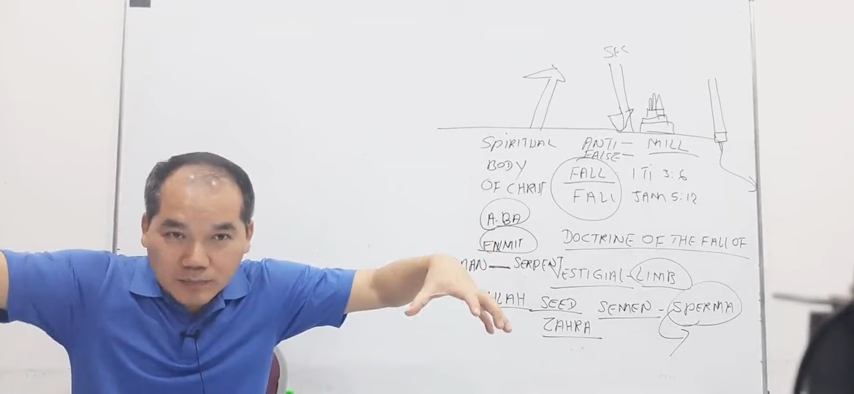 SPIRITUAL ANTI- MILL
FALSE-
BODY
OF CHRIST
FALL 1 TI 3:6
FALL JAM 5:12
A.BA
ENMIT DOCTRINE OF THE FALL OF
MAN - SERPENT
VESTIGIAL - LIMB
SEED SEMEN - SPERMA
ZAHRA